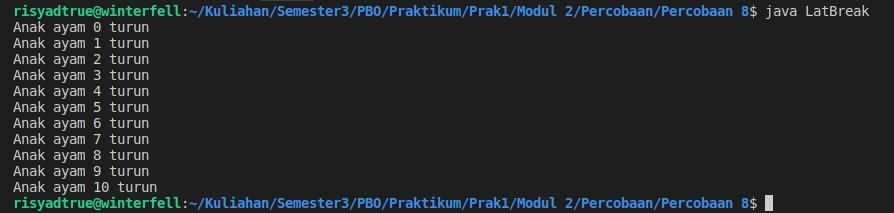 risyadtrue@winterfell:~/Kuliahan/Semester3/PBO/Praktikum/Prak1/Modul 2/Percobaan/Percobaan 8$ java LatBreak
Anak ayam 0 turun
Anak ayam 1 turun
Anak ayam 2 turun
Anak ayam 3 turun
Anak ayam 4 turun
Anak ayam 5 turun
Anak ayam 6 turun
Anak ayam 7 turun
Anak ayam 8 turun
Anak ayam 9 turun
Anak ayam 10 turun
risyadtrue@winterfell:~/Kuliahan/Semester3/PBO/Praktikum/Prak1/Modul 2/Percobaan/Percobaan 8$